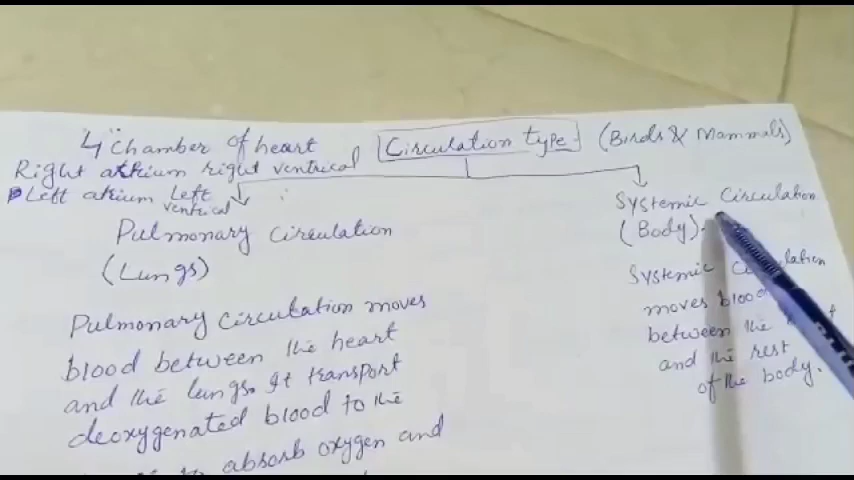 4 Chamber of heart
Circulation type
(Birds & Mammals)
Right atrium right ventrical
Left atrium Left
ventrical
Pulmonary circulation
(Lungs)
Pulmonary circulation moves
blood between the heart
and the lungs. It transport
deoxygenated blood to the
to absorb oxygen and
Systemic Circulation
(Body).
Systemic
moves blood
between the
and the rest
of the body.